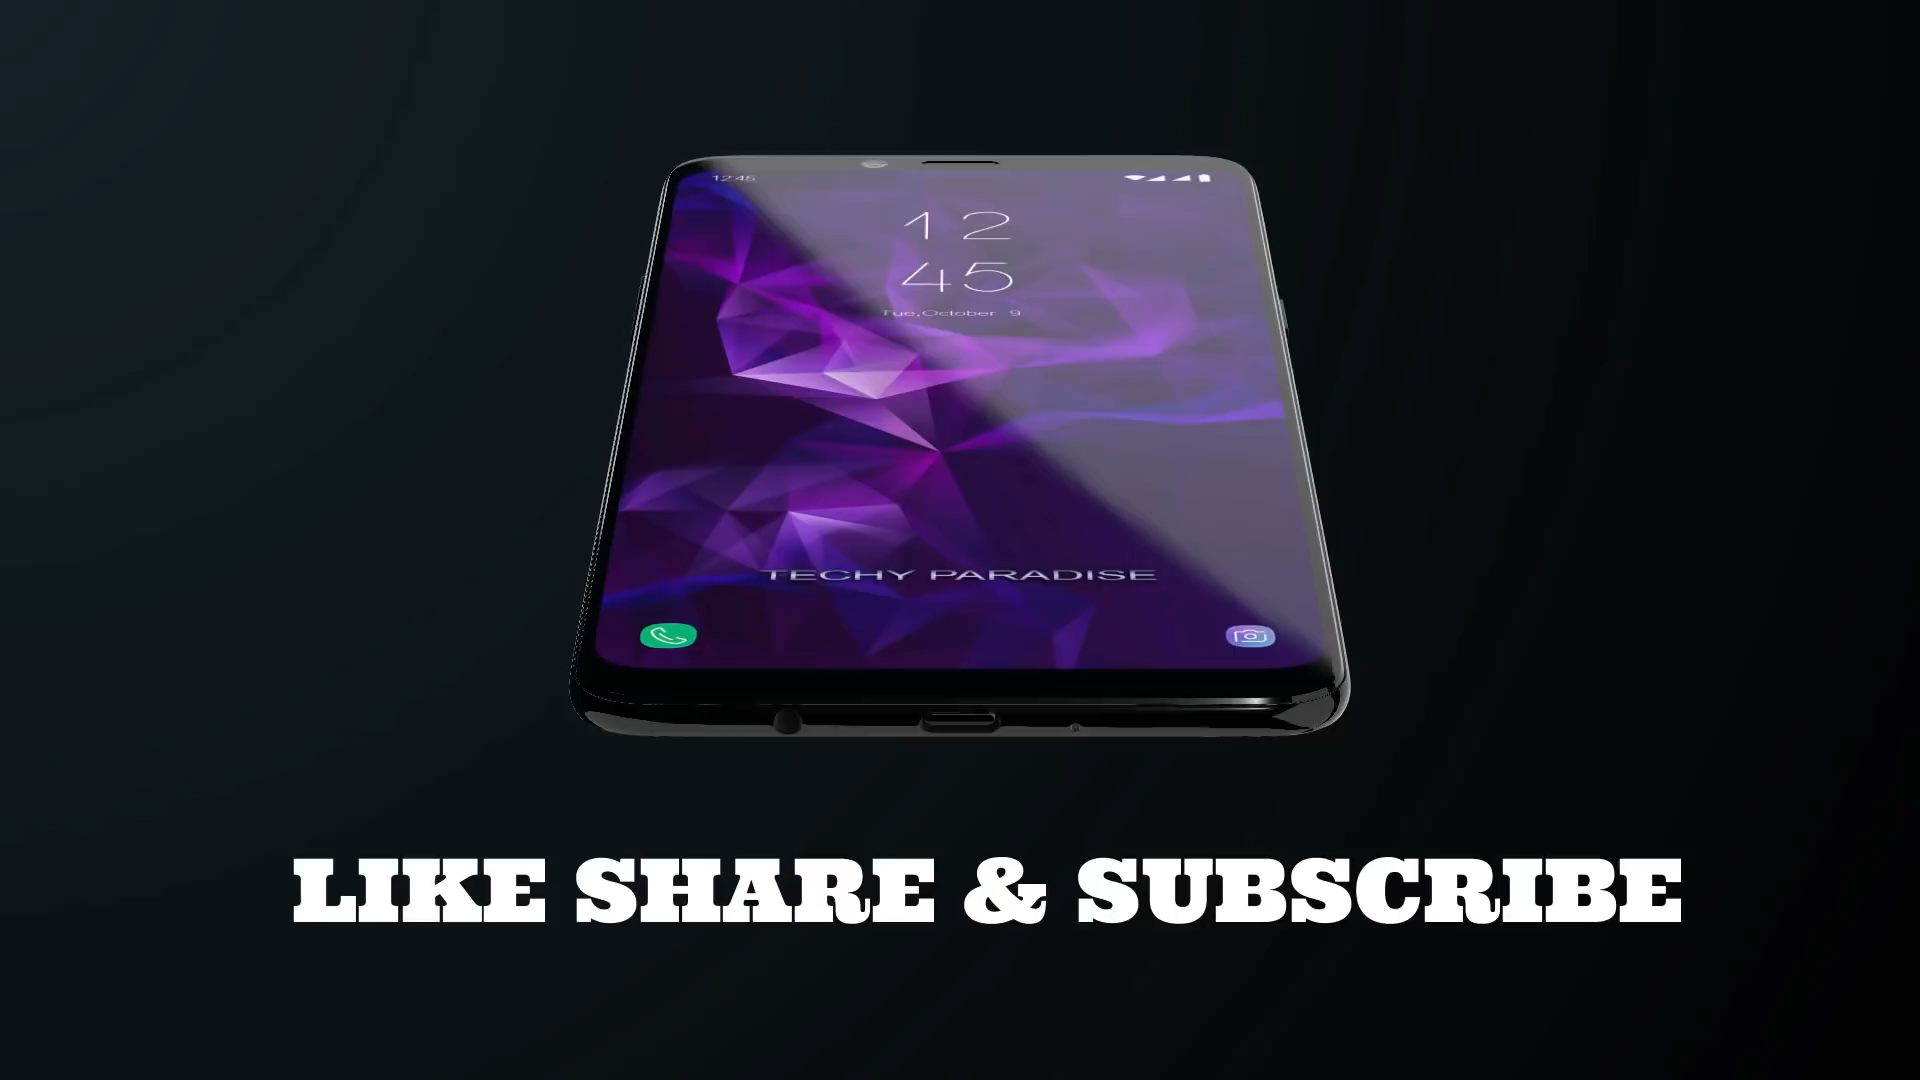 12:45
12
45
Tue,October 9
TECHY PARADISE
LIKE SHARE & SUBSCRIBE